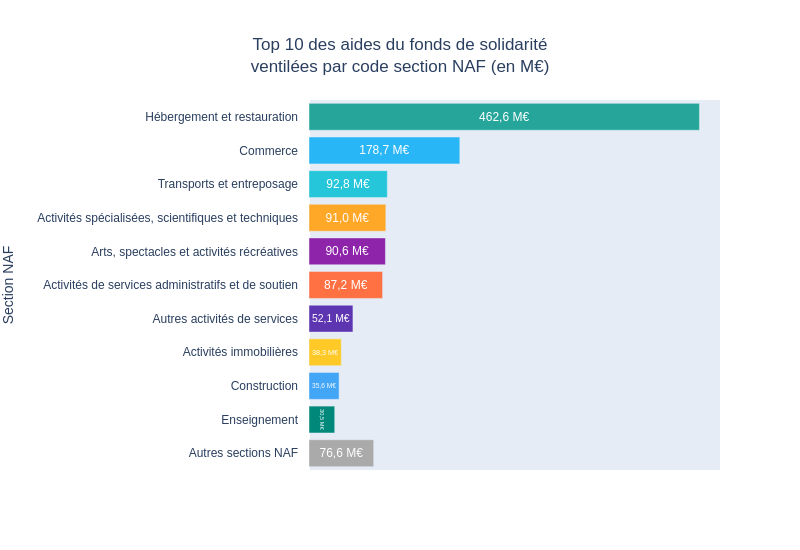 Top 10 des aides du fonds de solidarité
ventilées par code section NAF (en M€)
Section NAF
Hébergement et restauration 462,6 M€
Commerce 178,7 M€
Transports et entreposage 92,8 M€
Activités spécialisées, scientifiques et techniques 91,0 M€
Arts, spectacles et activités récréatives 90,6 M€
Activités de services administratifs et de soutien 87,2 M€
Autres activités de services 52,1 M€
Activités immobilières M€
Construction 35,6 M€
Enseignement M€
Autres sections NAF 76,6 M€